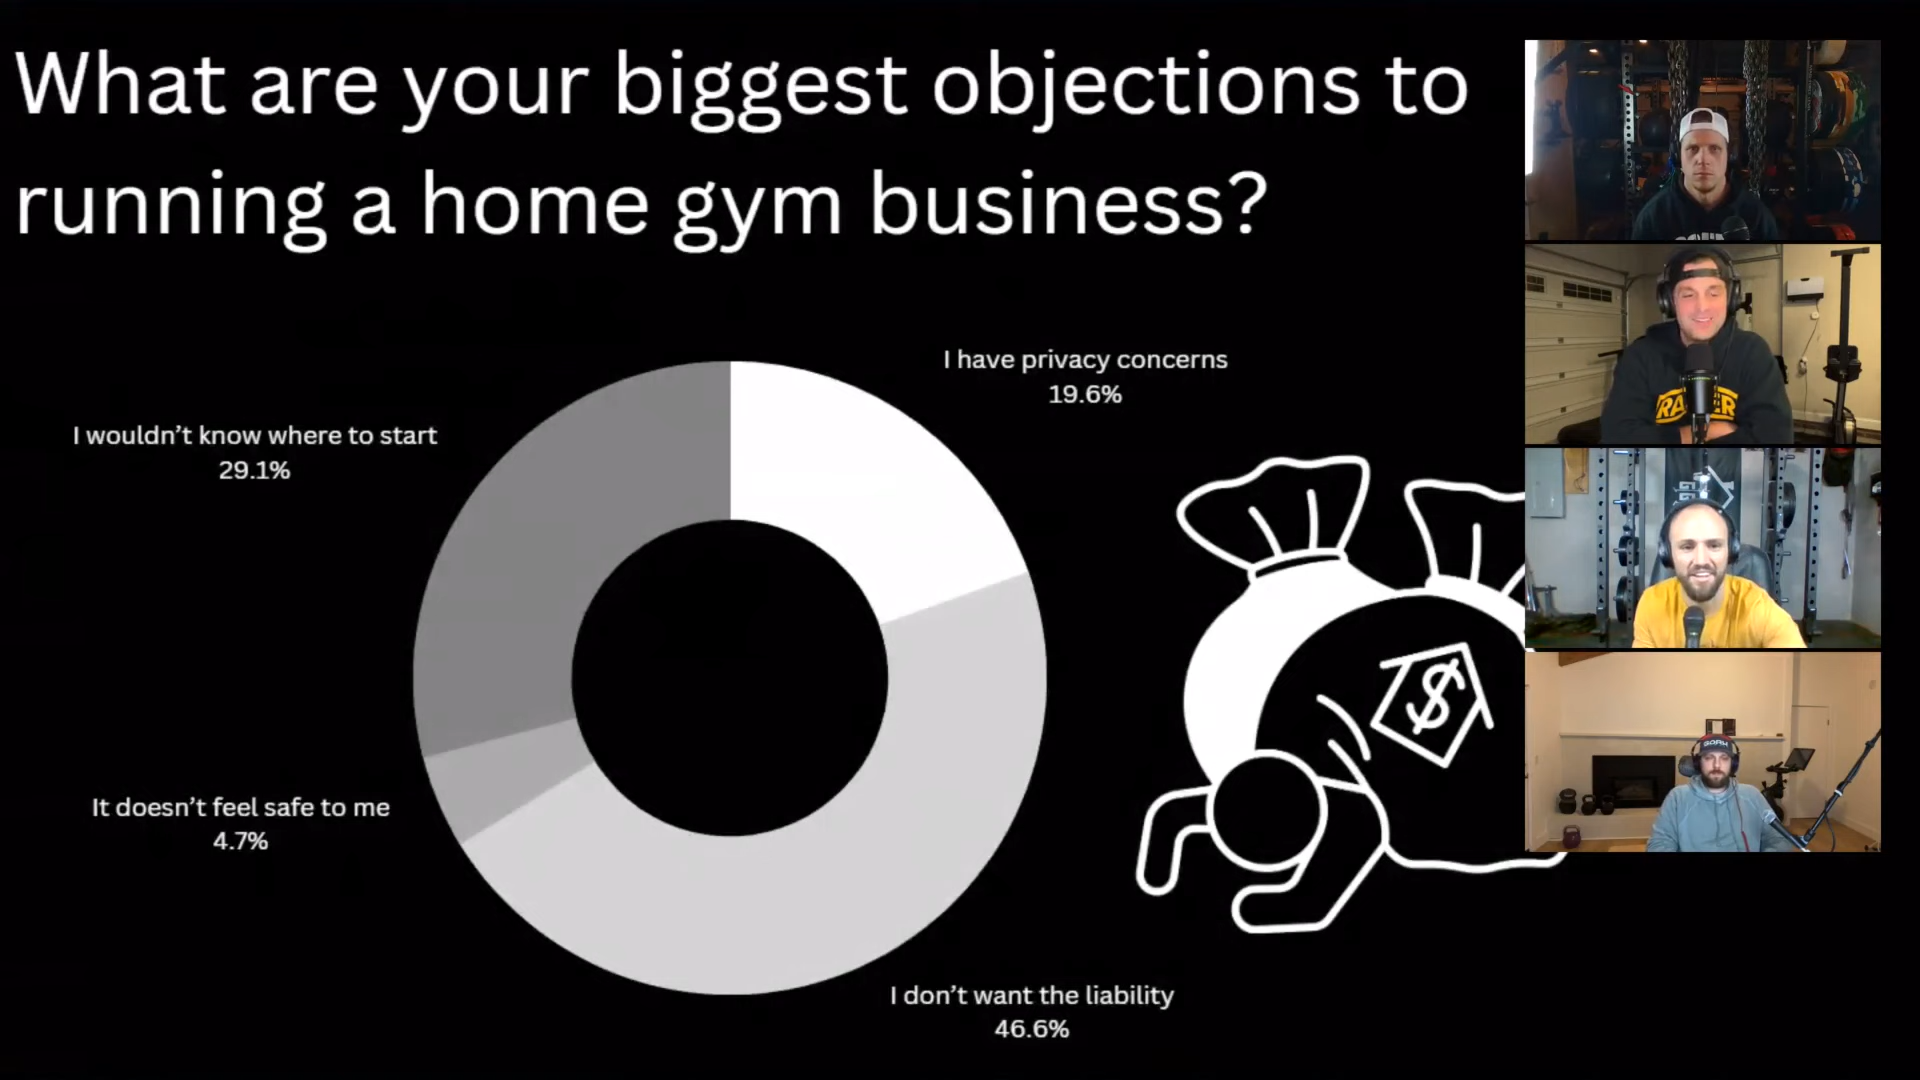 What are your biggest objections to
running a home gym business?
I have privacy concerns
19.6%
I wouldn't know where to start
29.1%
It doesn't feel safe to me
4.7%
I don't want the liability
46.6%
$